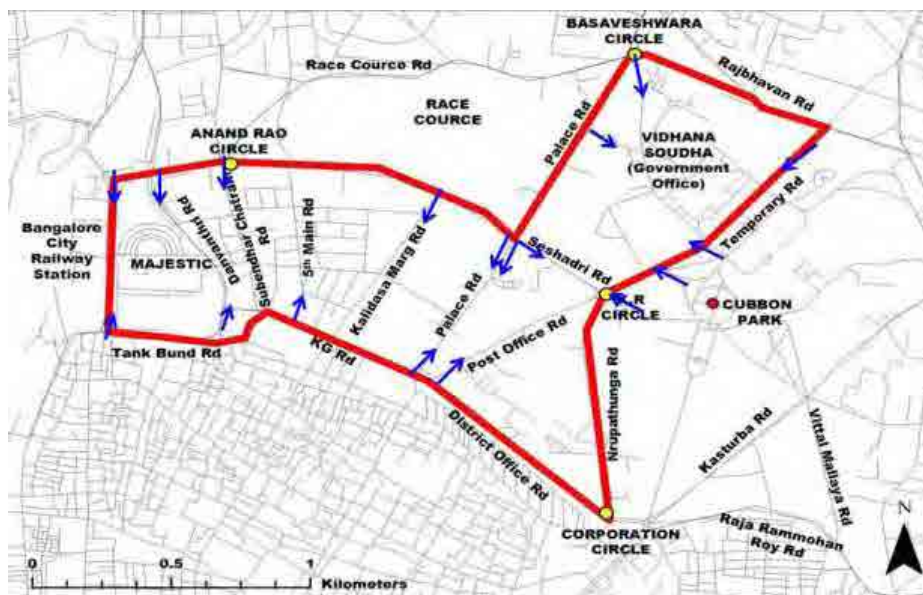 BASAVESHWARA
CIRCLE
Race Cource Rd
Rajbhavan Rd
RACE
COURCE
ANAND RAO
CIRCLE
Palace Rd
VIDHANA
SOUDHA
(Government
Office)
Temporary Rd
Bangalore
City
Railway
Station
MAJESTIC
Danvanthri Rd
Subendhar Chatram
Rd
5th Main Rd
Kalidasa Marg Rd
Palace Rd
Seshadri Rd
K.R
CIRCLE
CUBBON
PARK
Tank Bund Rd
KG Rd
Post Office Rd
District Office Rd
Nrupathunga Rd
Kasturba Rd
Vittal Mallaya Rd
Raja Rammohan
Roy Rd
CORPORATION
CIRCLE
N
0 0.5 1
Kilometers